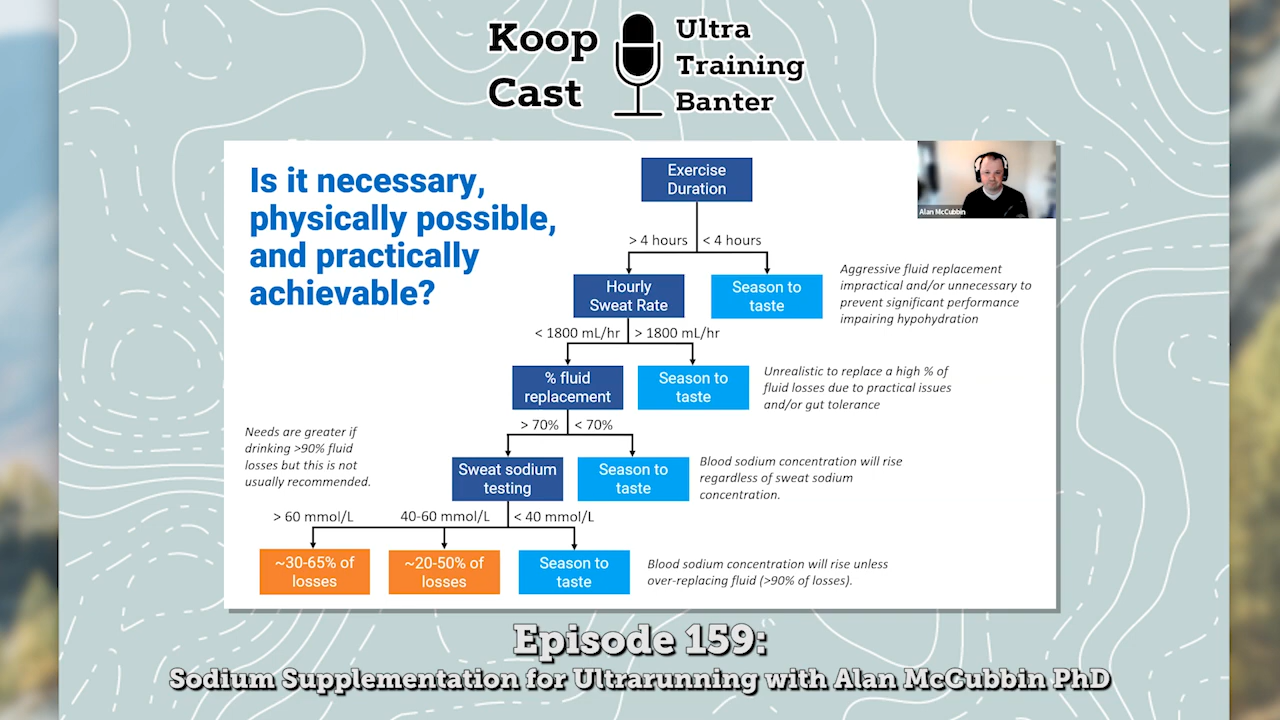 Koop
Cast
Ultra
Training
Banter
Is it necessary,
physically possible,
and practically
achievable?
Exercise
Duration
Alan McCubbin
> 4 hours
< 4 hours
Hourly
Sweat Rate
Season to
taste
Aggressive fluid replacement
impractical and/or unnecessary to
prevent significant performance
impairing hypohydration
< 1800 mL/hr
> 1800 mL/hr
% fluid
replacement
Season to
taste
Unrealistic to replace a high % of
fluid losses due to practical issues
and/or gut tolerance
> 70%
< 70%
Needs are greater if
drinking >90% fluid
losses but this is not
usually recommended.
Sweat sodium
testing
Season to
taste
Blood sodium concentration will rise
regardless of sweat sodium
concentration.
> 60 mmol/L
40-60 mmol/L
< 40 mmol/L
~30-65% of
losses
~20-50% of
losses
Season to
taste
Blood sodium concentration will rise unless
over-replacing fluid (>90% of losses).
Episode 159:
Sodium Supplementation for Ultrarunning with Alan McCubbin PhD